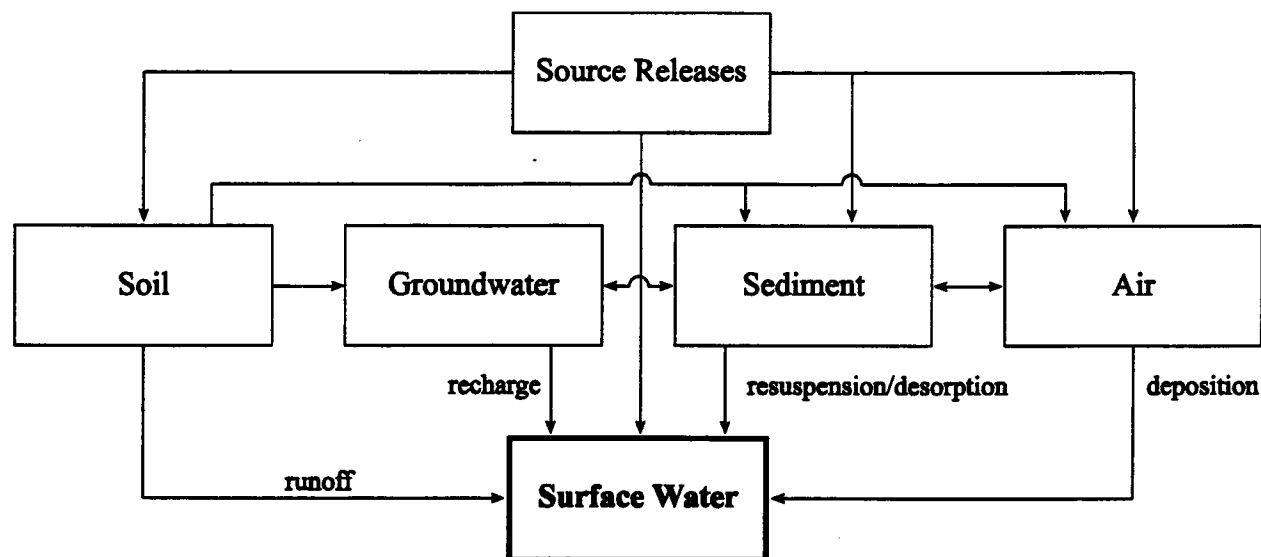 Source Releases
Soil
Groundwater
Sediment
Air
recharge
resuspension/desorption
deposition
runoff
Surface Water